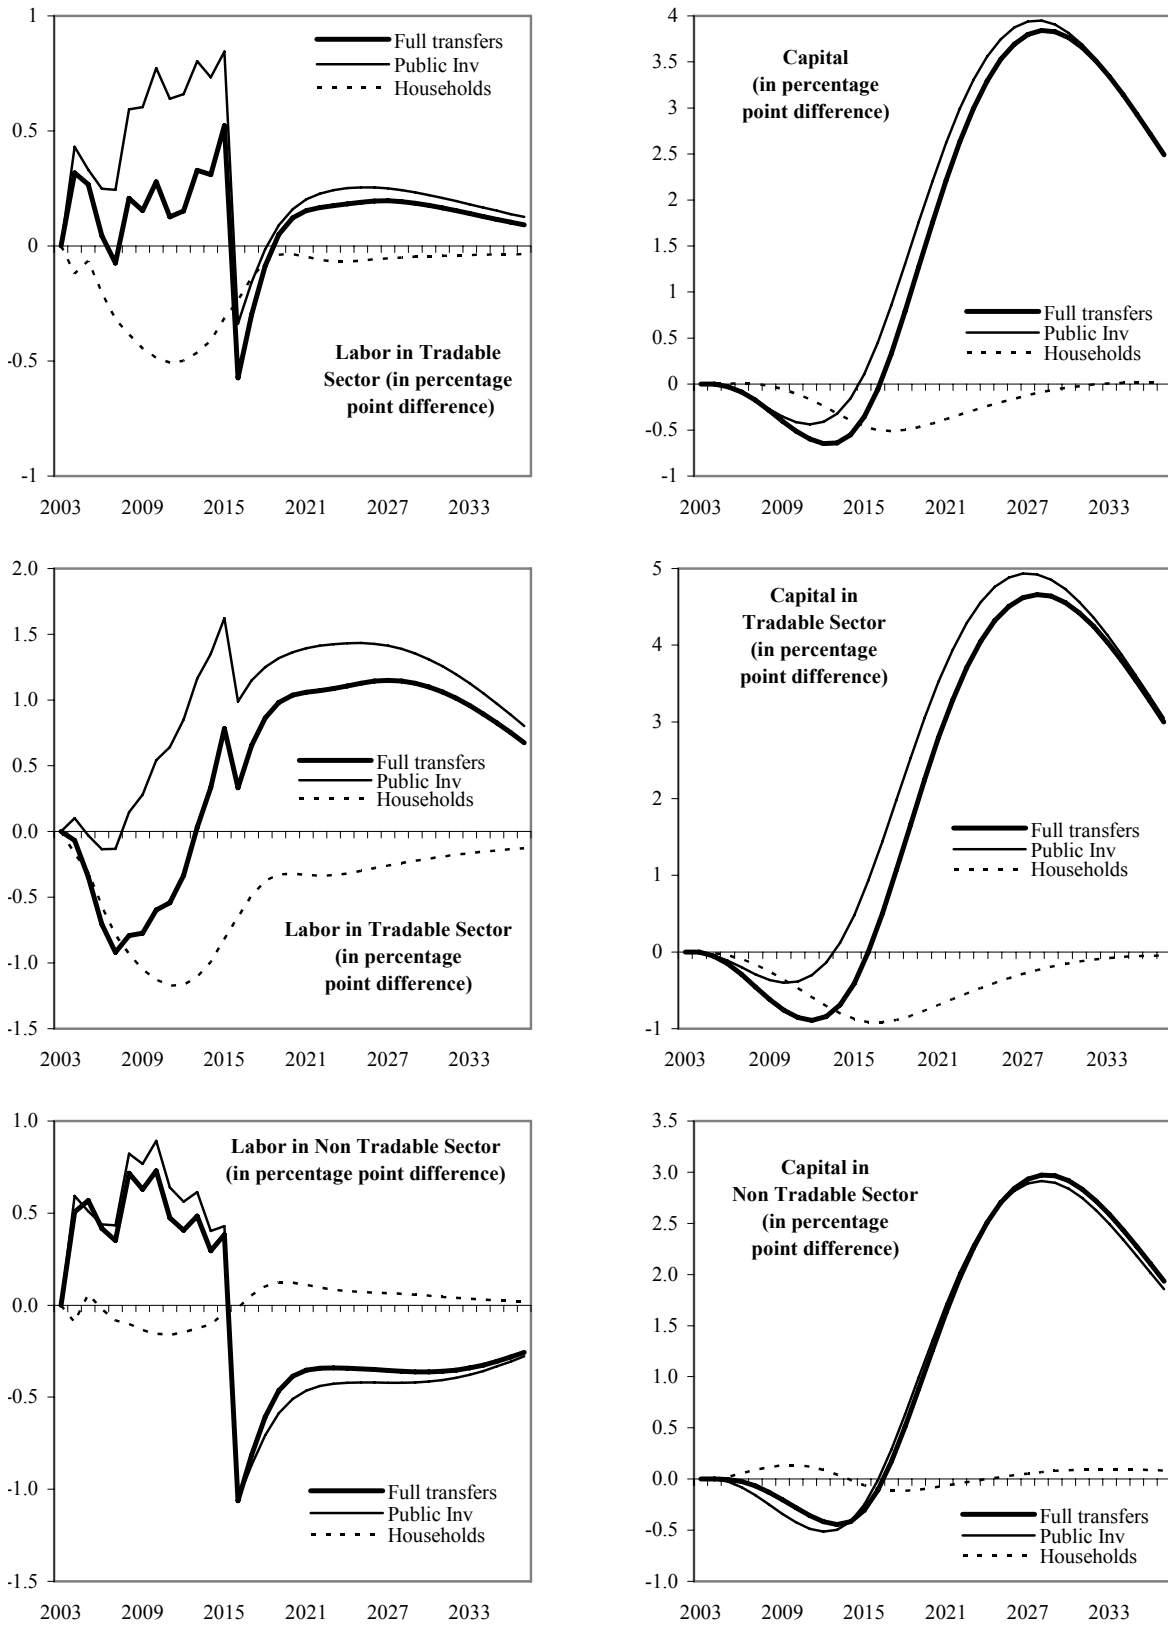 1
0.5
0
-0.5
-1
Full transfers
Public Inv
Households
Labor in Tradable
Sector (in percentage
point difference)
2003 2009 2015 2021 2027 2033
4
3.5
3
2.5
2
1.5
1
0.5
0
-0.5
-1
Capital
(in percentage
point difference)
Full transfers
Public Inv
Households
2003 2009 2015 2021 2027 2033
2.0
1.5
1.0
0.5
0.0
-0.5
-1.0
-1.5
Full transfers
Public Inv
Households
Labor in Tradable Sector
(in percentage
point difference)
2003 2009 2015 2021 2027 2033
5
4
3
2
1
0
-1
Capital in
Tradable Sector
(in percentage
point difference)
Full transfers
Public Inv
Households
2003 2009 2015 2021 2027 2033
1.0
0.5
0.0
-0.5
-1.0
-1.5
Labor in Non Tradable Sector
(in percentage point difference)
Full transfers
Public Inv
Households
2003 2009 2015 2021 2027 2033
3.5
3.0
2.5
2.0
1.5
1.0
0.5
0.0
-0.5
-1.0
Capital in
Non Tradable Sector
(in percentage
point difference)
Full transfers
Public Inv
Households
2003 2009 2015 2021 2027 2033